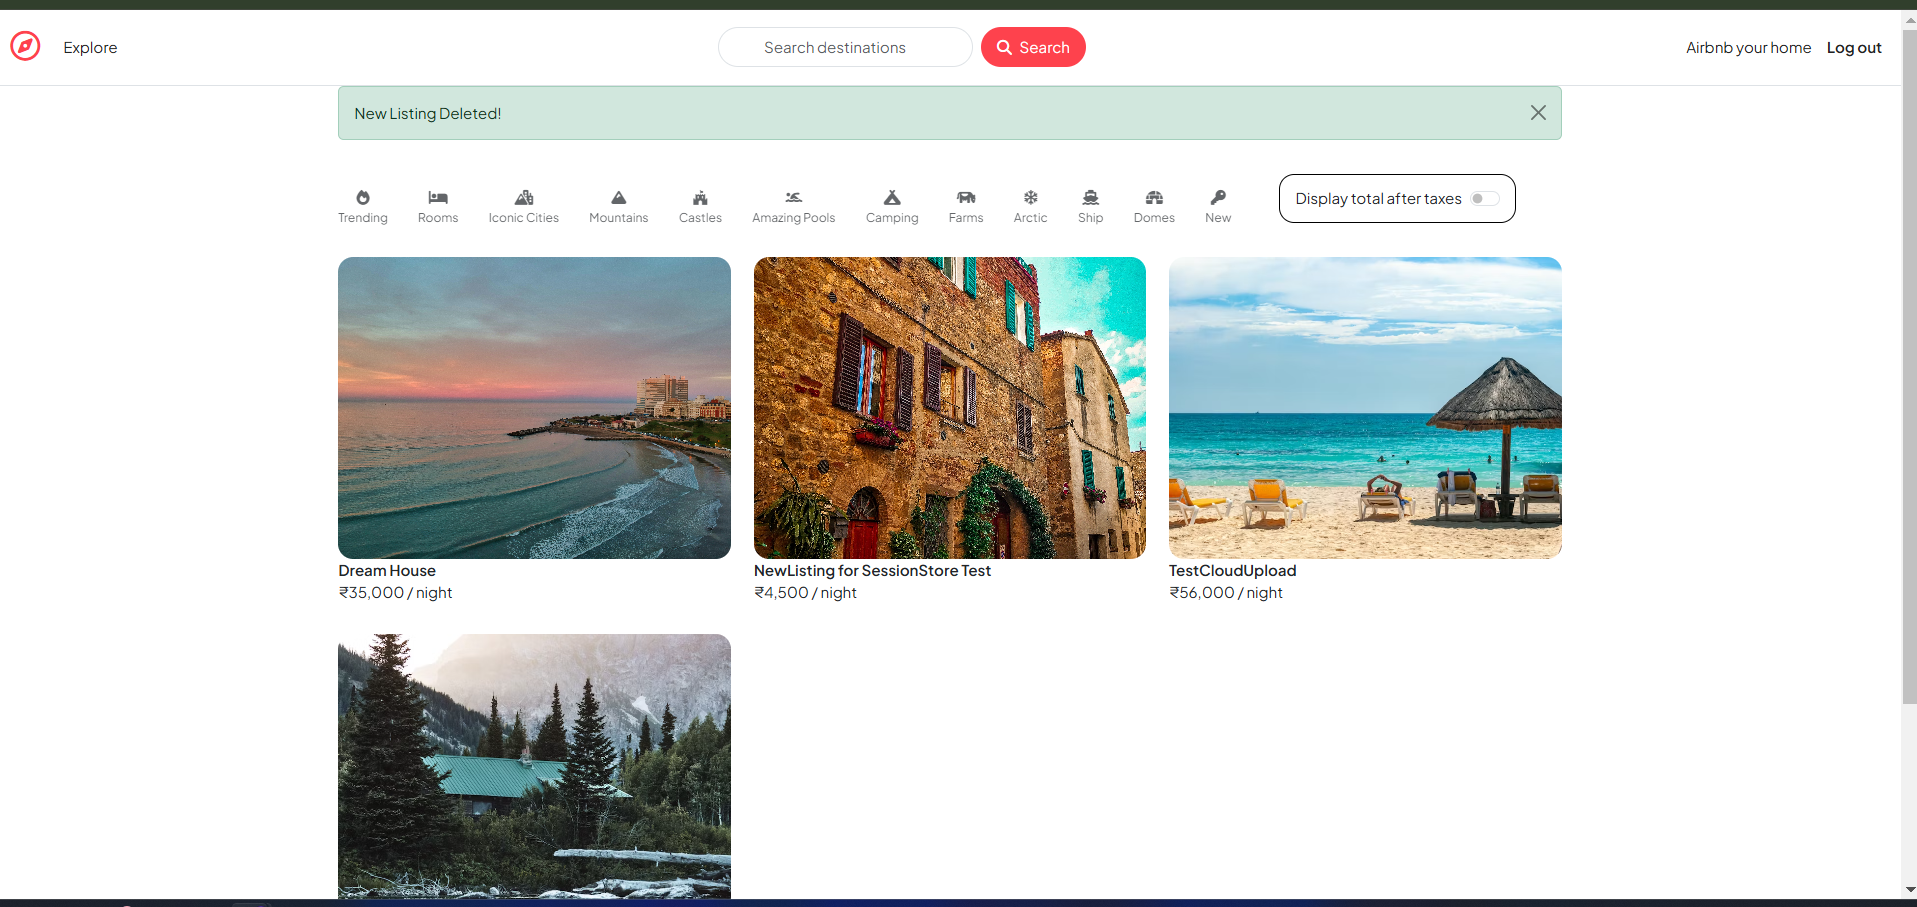 Explore
Search destinations
Search
Airbnb your home
Log out
New Listing Deleted!
Trending
Rooms
Iconic Cities
Mountains
Castles
Amazing Pools
Camping
Farms
Arctic
Ship
Domes
New
Display total after taxes
Dream House
₹35,000 / night
NewListing for SessionStore Test
₹4,500 / night
TestCloudUpload
₹56,000 / night